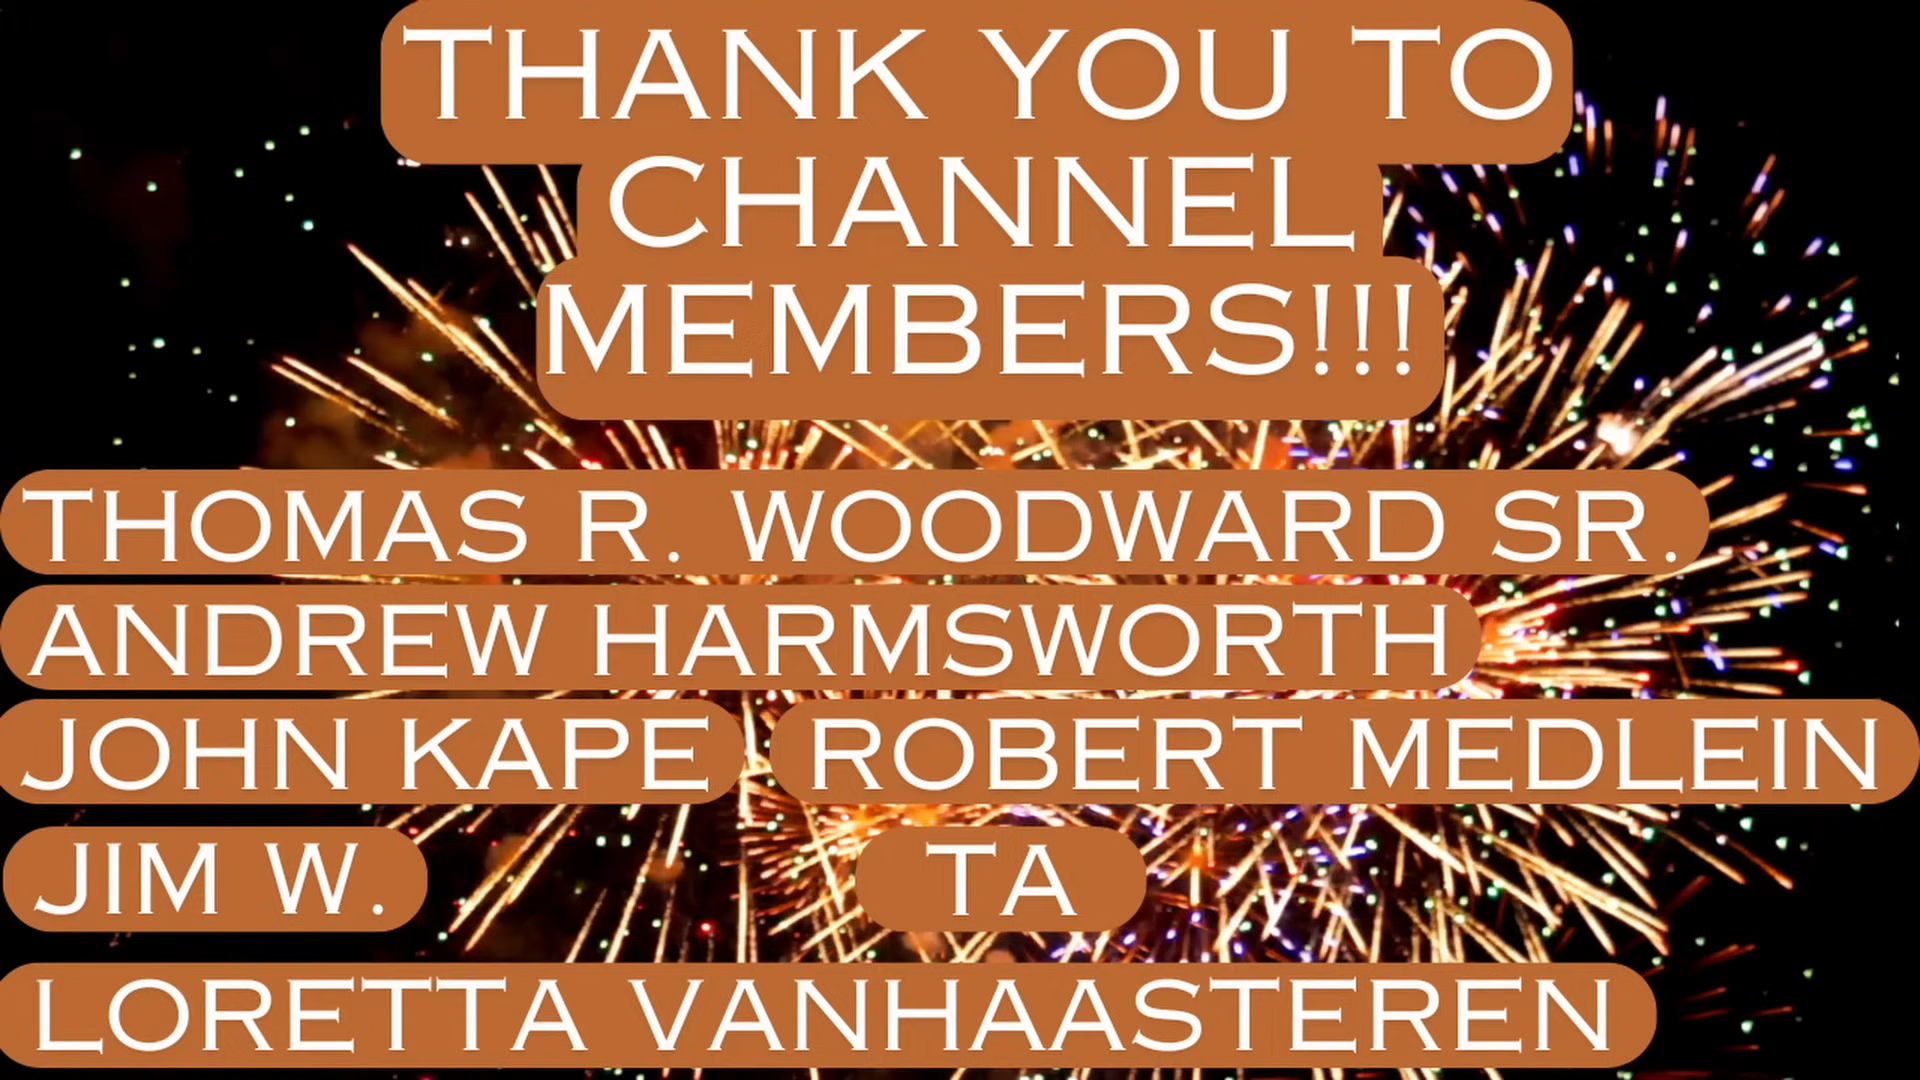 THANK YOU TO
CHANNEL
MEMBERS!!!
THOMAS R. WOODWARD SR.
ANDREW HARMSWORTH
JOHN KAPE ROBERT MEDLEIN
JIM W. TA
LORETTA VANHAASTEREN